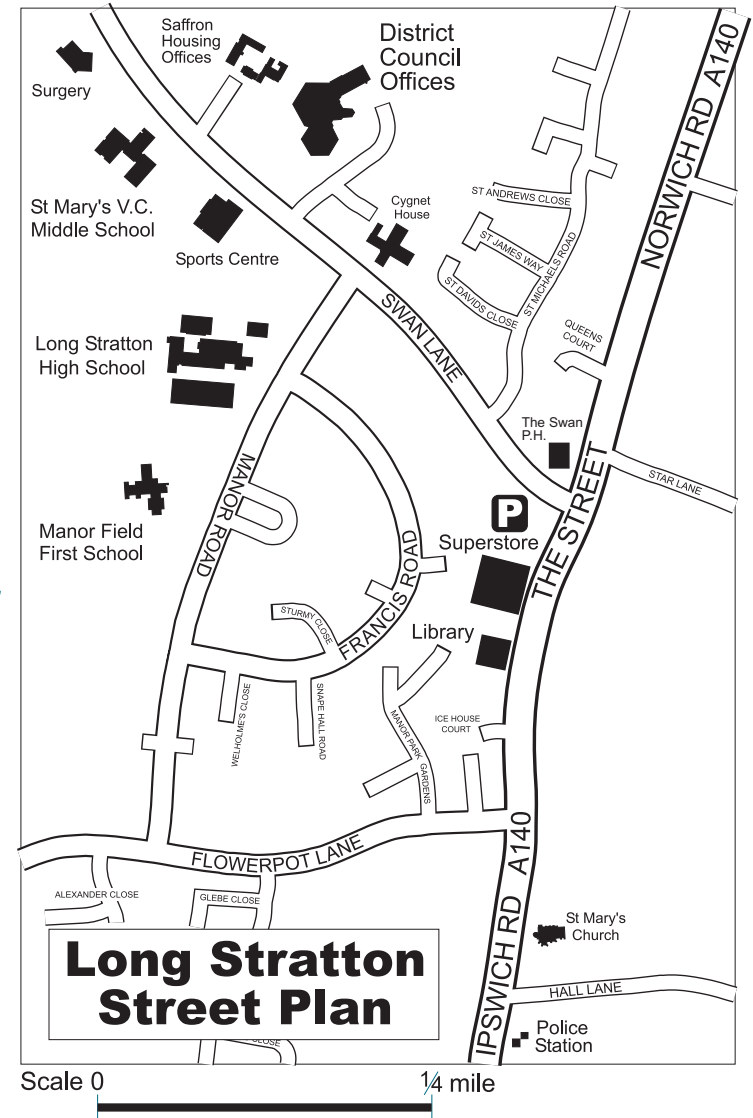 Saffron
Housing
Offices
District
Council
Offices
Surgery
NORWICH RD A140
St Mary's V.C.
Middle School
Sports Centre
Cygnet
House
ST ANDREWS CLOSE
ST JAMES WAY
ST DAVIDS CLOSE
ST MICHAELS ROAD
SWAN LANE
QUEENS
COURT
Long Stratton
High School
The Swan
P.H.
STAR LANE
MANOR ROAD
THE STREET
P
Superstore
Manor Field
First School
FRANCIS ROAD
STURMY CLOSE
Library
WELHOLME'S CLOSE
SNAPE HALL ROAD
MANOR PARK GARDENS
ICE HOUSE
COURT
FLOWERPOT LANE
IPSWICH RD A140
ALEXANDER CLOSE
GLEBE CLOSE
St Mary's
Church
Long Stratton
Street Plan
HALL LANE
Police
Station
CLOSE
Scale 0
1/4 mile